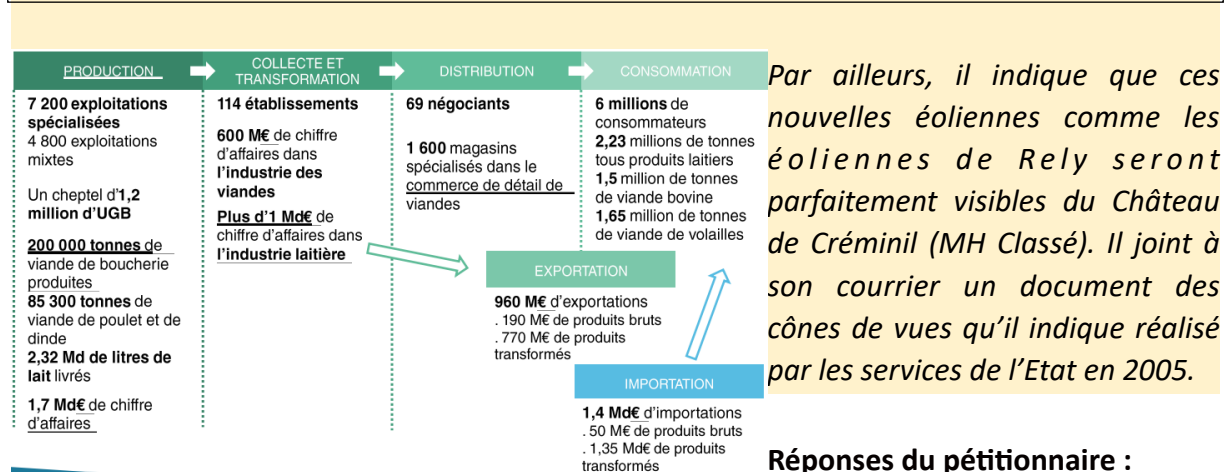 PRODUCTION
7 200 exploitations
spécialisées
4 800 exploitations
mixtes
Un cheptel d'1,2
million d'UGB
200 000 tonnes de
viande de boucherie
produites
85 300 tonnes de
viande de poulet et de
dinde
2,32 Md de litres de
lait livrés
1,7 Md€ de chiffre
d'affaires
COLLECTE ET
TRANSFORMATION
114 établissements
600 M€ de chiffre
d'affaires dans
l'industrie des
viandes
Plus d'1 Md€ de
chiffre d'affaires dans
l'industrie laitière
DISTRIBUTION
69 négociants
1 600 magasins
spécialisés dans le
commerce de détail de
viandes
CONSOMMATION
6 millions de
consommateurs
2,23 millions de tonnes
tous produits laitiers
1,5 million de tonnes
de viande bovine
1,65 million de tonnes
de viande de volailles
EXPORTATION
960 M€ d'exportations
. 190 M€ de produits bruts
. 770 M€ de produits
transformés
IMPORTATION
1,4 Md€ d'importations
. 50 M€ de produits bruts
. 1,35 Md€ de produits
transformés
Par ailleurs, il indique que ces
nouvelles éoliennes comme les
éoliennes de Rely seront
parfaitement visibles du Château
de Créminil (MH Classé). Il joint à
son courrier un document des
cônes de vues qu'il indique réalisé
par les services de l'Etat en 2005.
Réponses du pétitionnaire :